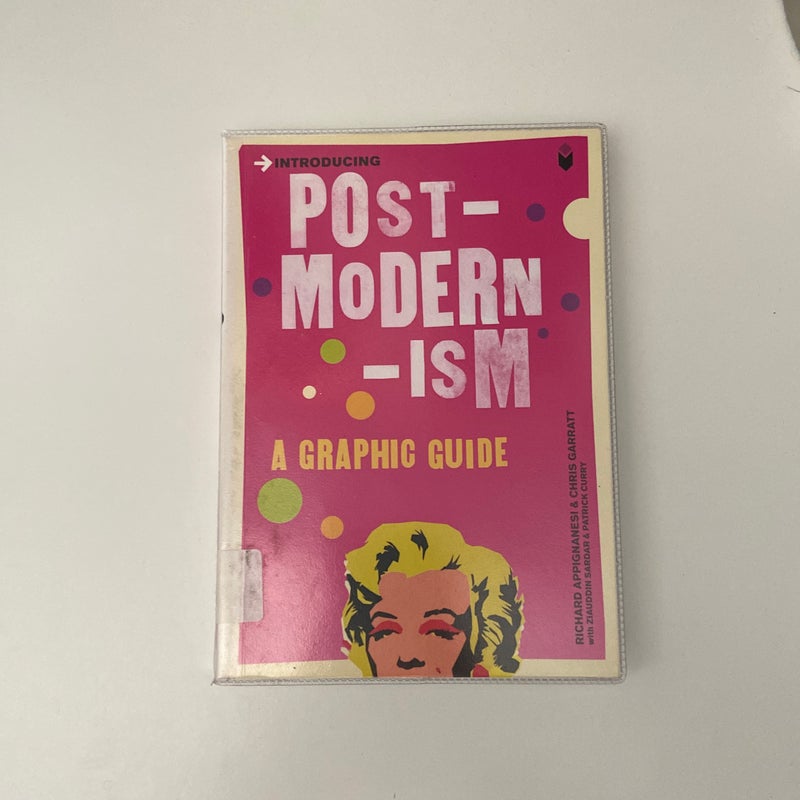 INTRODUCING
POST-
MODERN
-ISM
A GRAPHIC GUIDE
RICHARD APPIGNANESI & CHRIS GARRATT
with ZIAUDDIN SARDAR & PATRICK CURRY